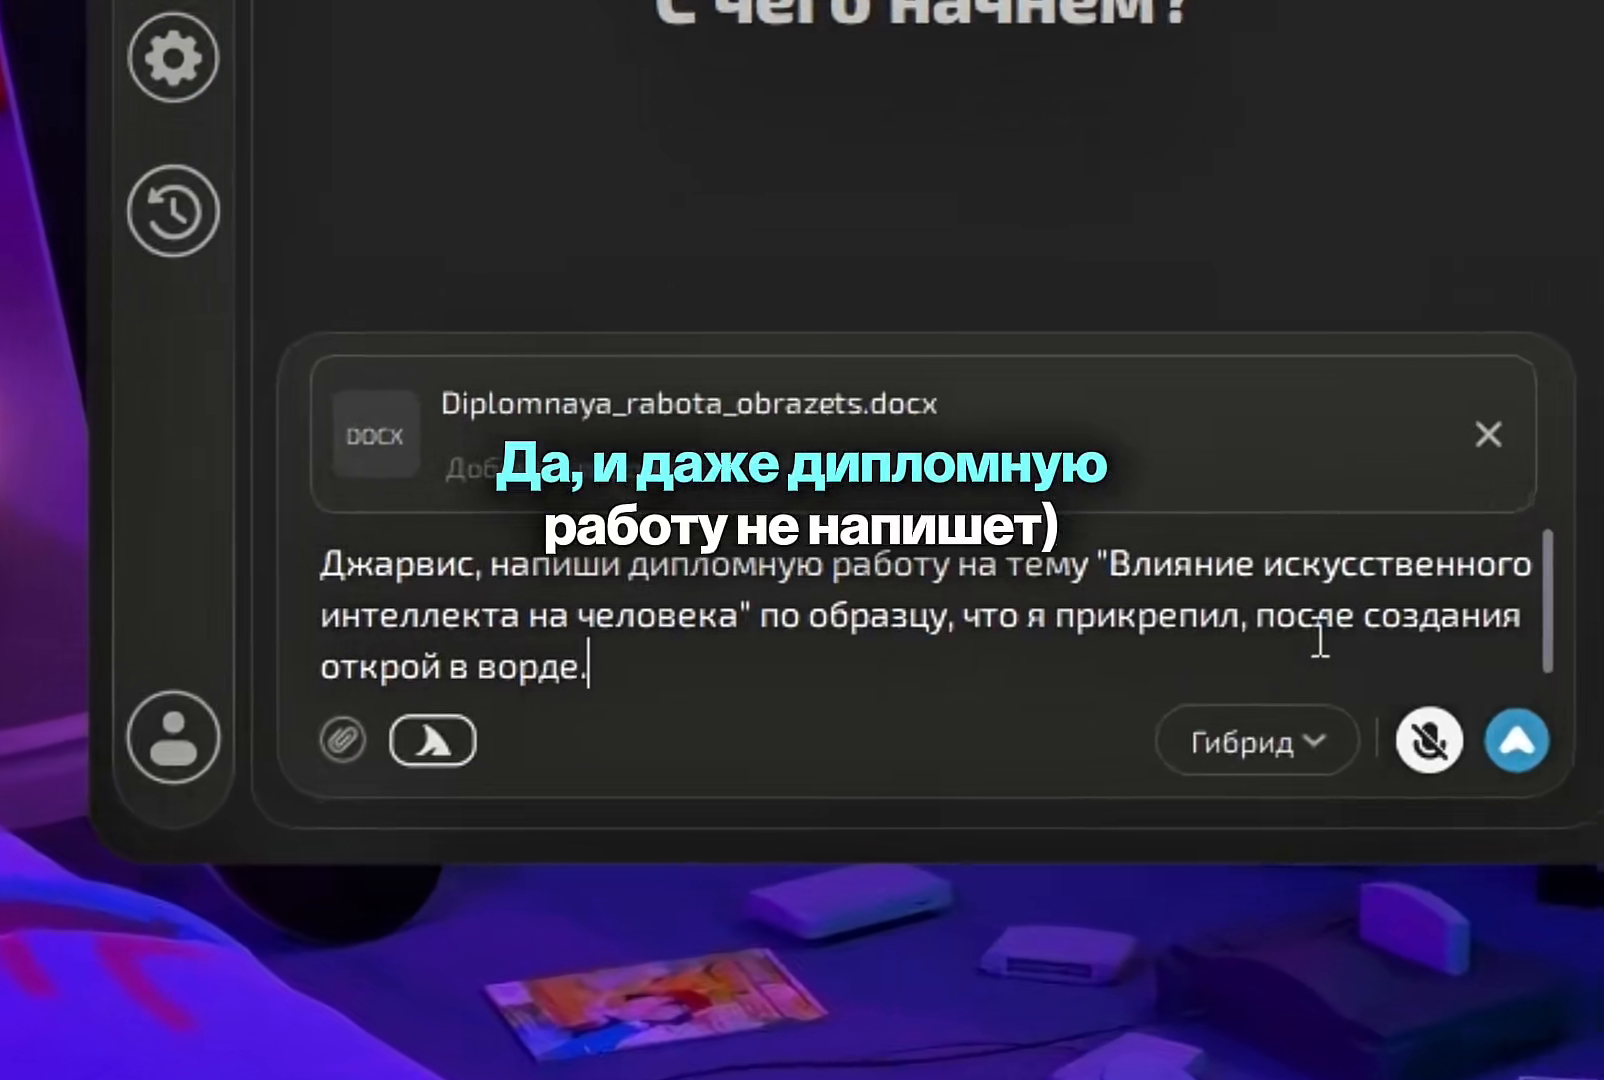 С чего начнём?
Diplomnaya_rabota_obrazets.docx
DOCX
Да, и даже дипломную
работу не напишет)
Джарвис, напиши дипломную работу на тему "Влияние искусственного
интеллекта на человека" по образцу, что я прикрепил, после создания
открой в ворде.
Гибрид